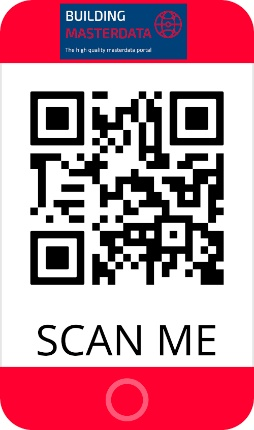 BUILDING
MASTERDATA
The high quality masterdata portal
SCAN ME